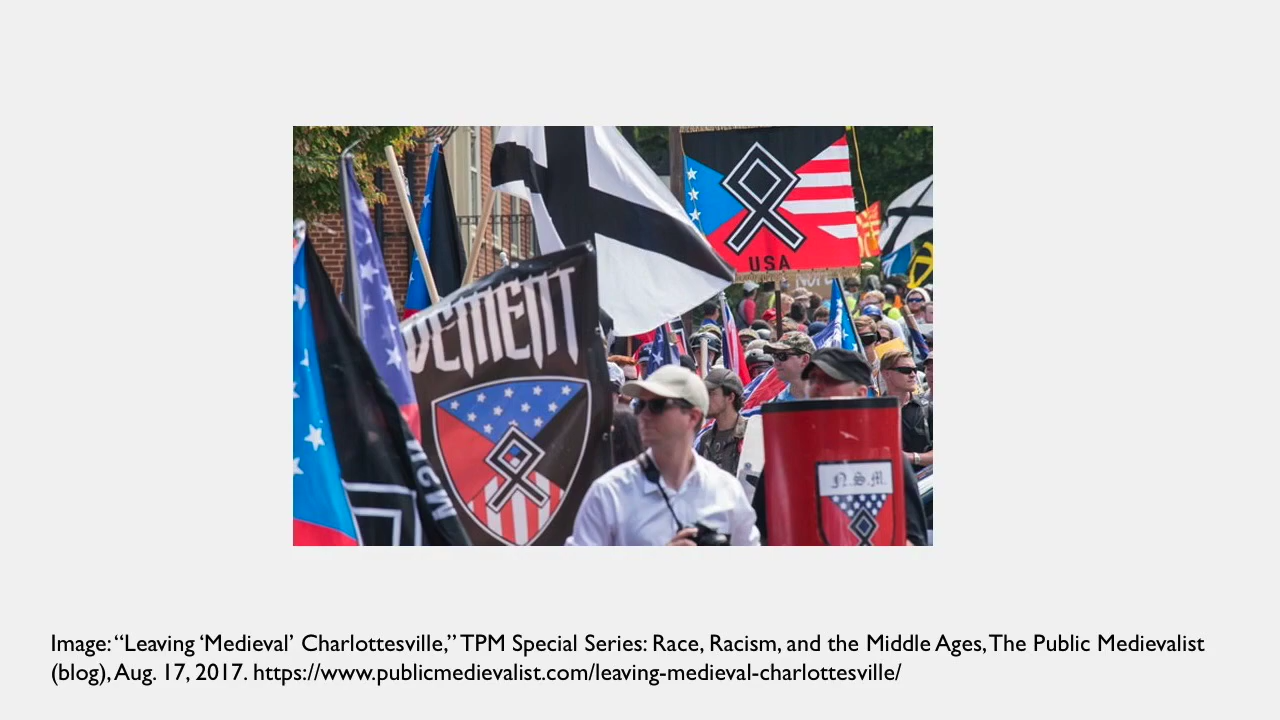 USA
VEMENT
N.S.M.
Image: “Leaving ‘Medieval’ Charlottesville,” TPM Special Series: Race, Racism, and the Middle Ages, The Public Medievalist
(blog), Aug. 17, 2017. https://www.publicmedievalist.com/leaving-medieval-charlottesville/